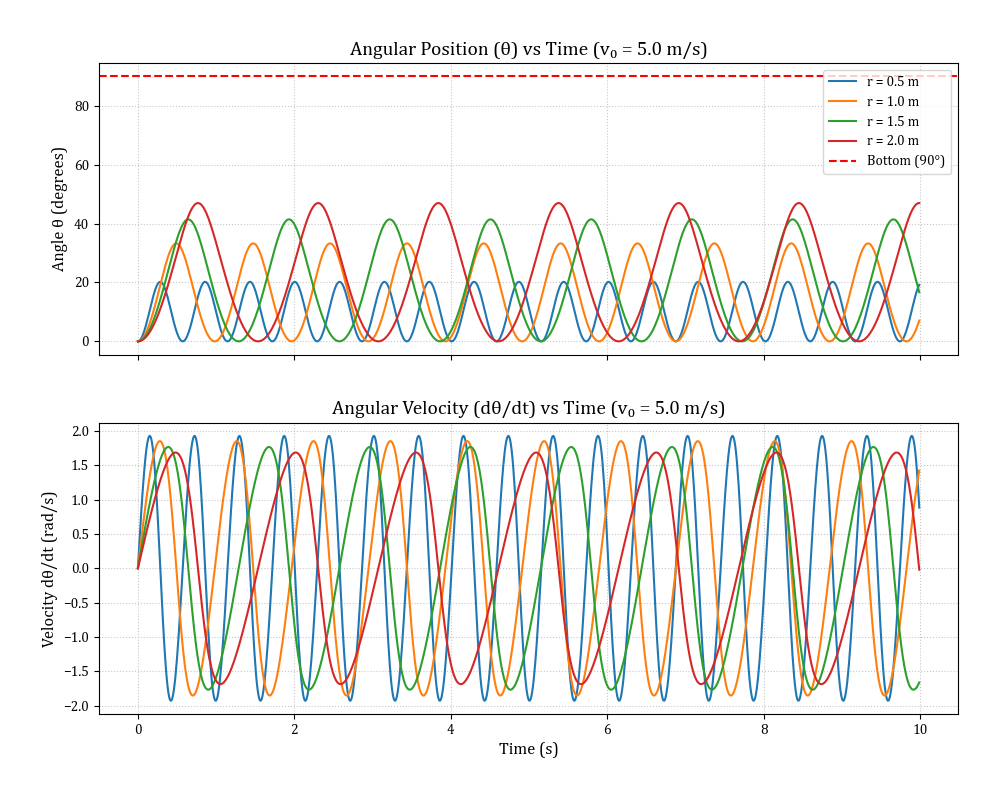 Angular Position (θ) vs Time (v₀ = 5.0 m/s)
Angle θ (degrees)
80
60
40
20
0
r = 0.5 m
r = 1.0 m
r = 1.5 m
r = 2.0 m
Bottom (90°)
Angular Velocity (dθ/dt) vs Time (v₀ = 5.0 m/s)
Velocity dθ/dt (rad/s)
2.0
1.5
1.0
0.5
0.0
−0.5
−1.0
−1.5
−2.0
0 2 4 6 8 10
Time (s)